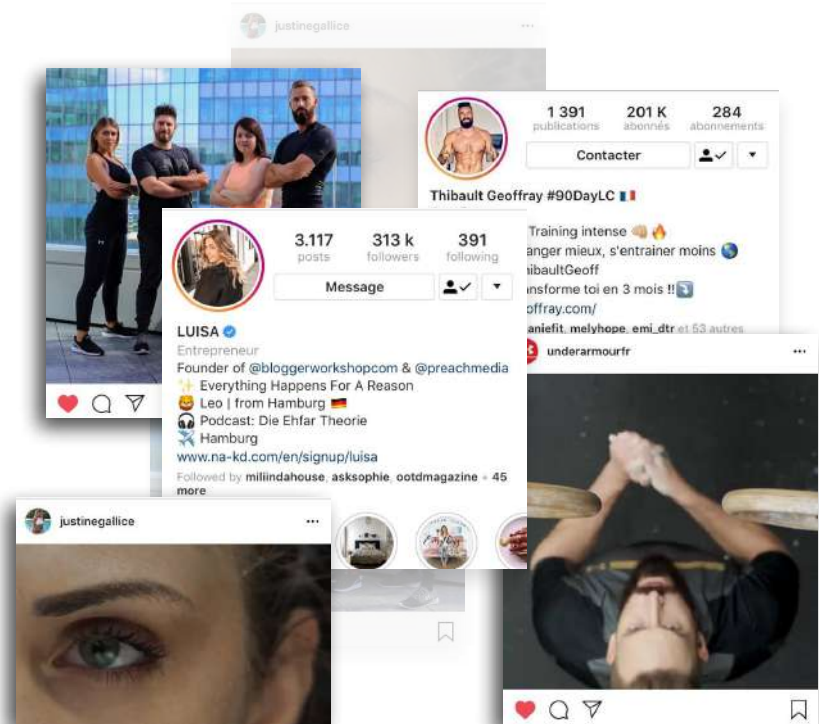 justinegallice
1 391 201 K 284
publications abonnés abonnements
Contacter
Thibault Geoffray #90DayLC 🇫🇷
Training intense 👊🏼 🔥
anger mieux, s'entrainer moins 🌎
hibaultGeoff
ansforme toi en 3 mois !!⤵️
offray.com/
aniefit, melyhope, emi_dtr et 53 autres
3.117 313 k 391
posts followers following
Message
LUISA
Entrepreneur
Founder of @bloggerworkshopcom & @preachmedia
✨ Everything Happens For A Reason
🦁 Leo | from Hamburg 🇩🇪
🎧 Podcast: Die Ehfar Theorie
✈️ Hamburg
www.na-kd.com/en/signup/luisa
Followed by miliindahouse, asksophie, ootdmagazine + 45
more
underarmourfr
justinegallice